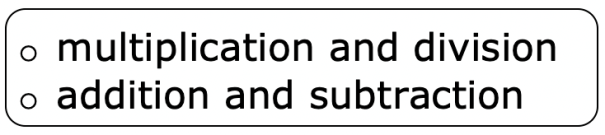 ○ multiplication and division
○ addition and subtraction